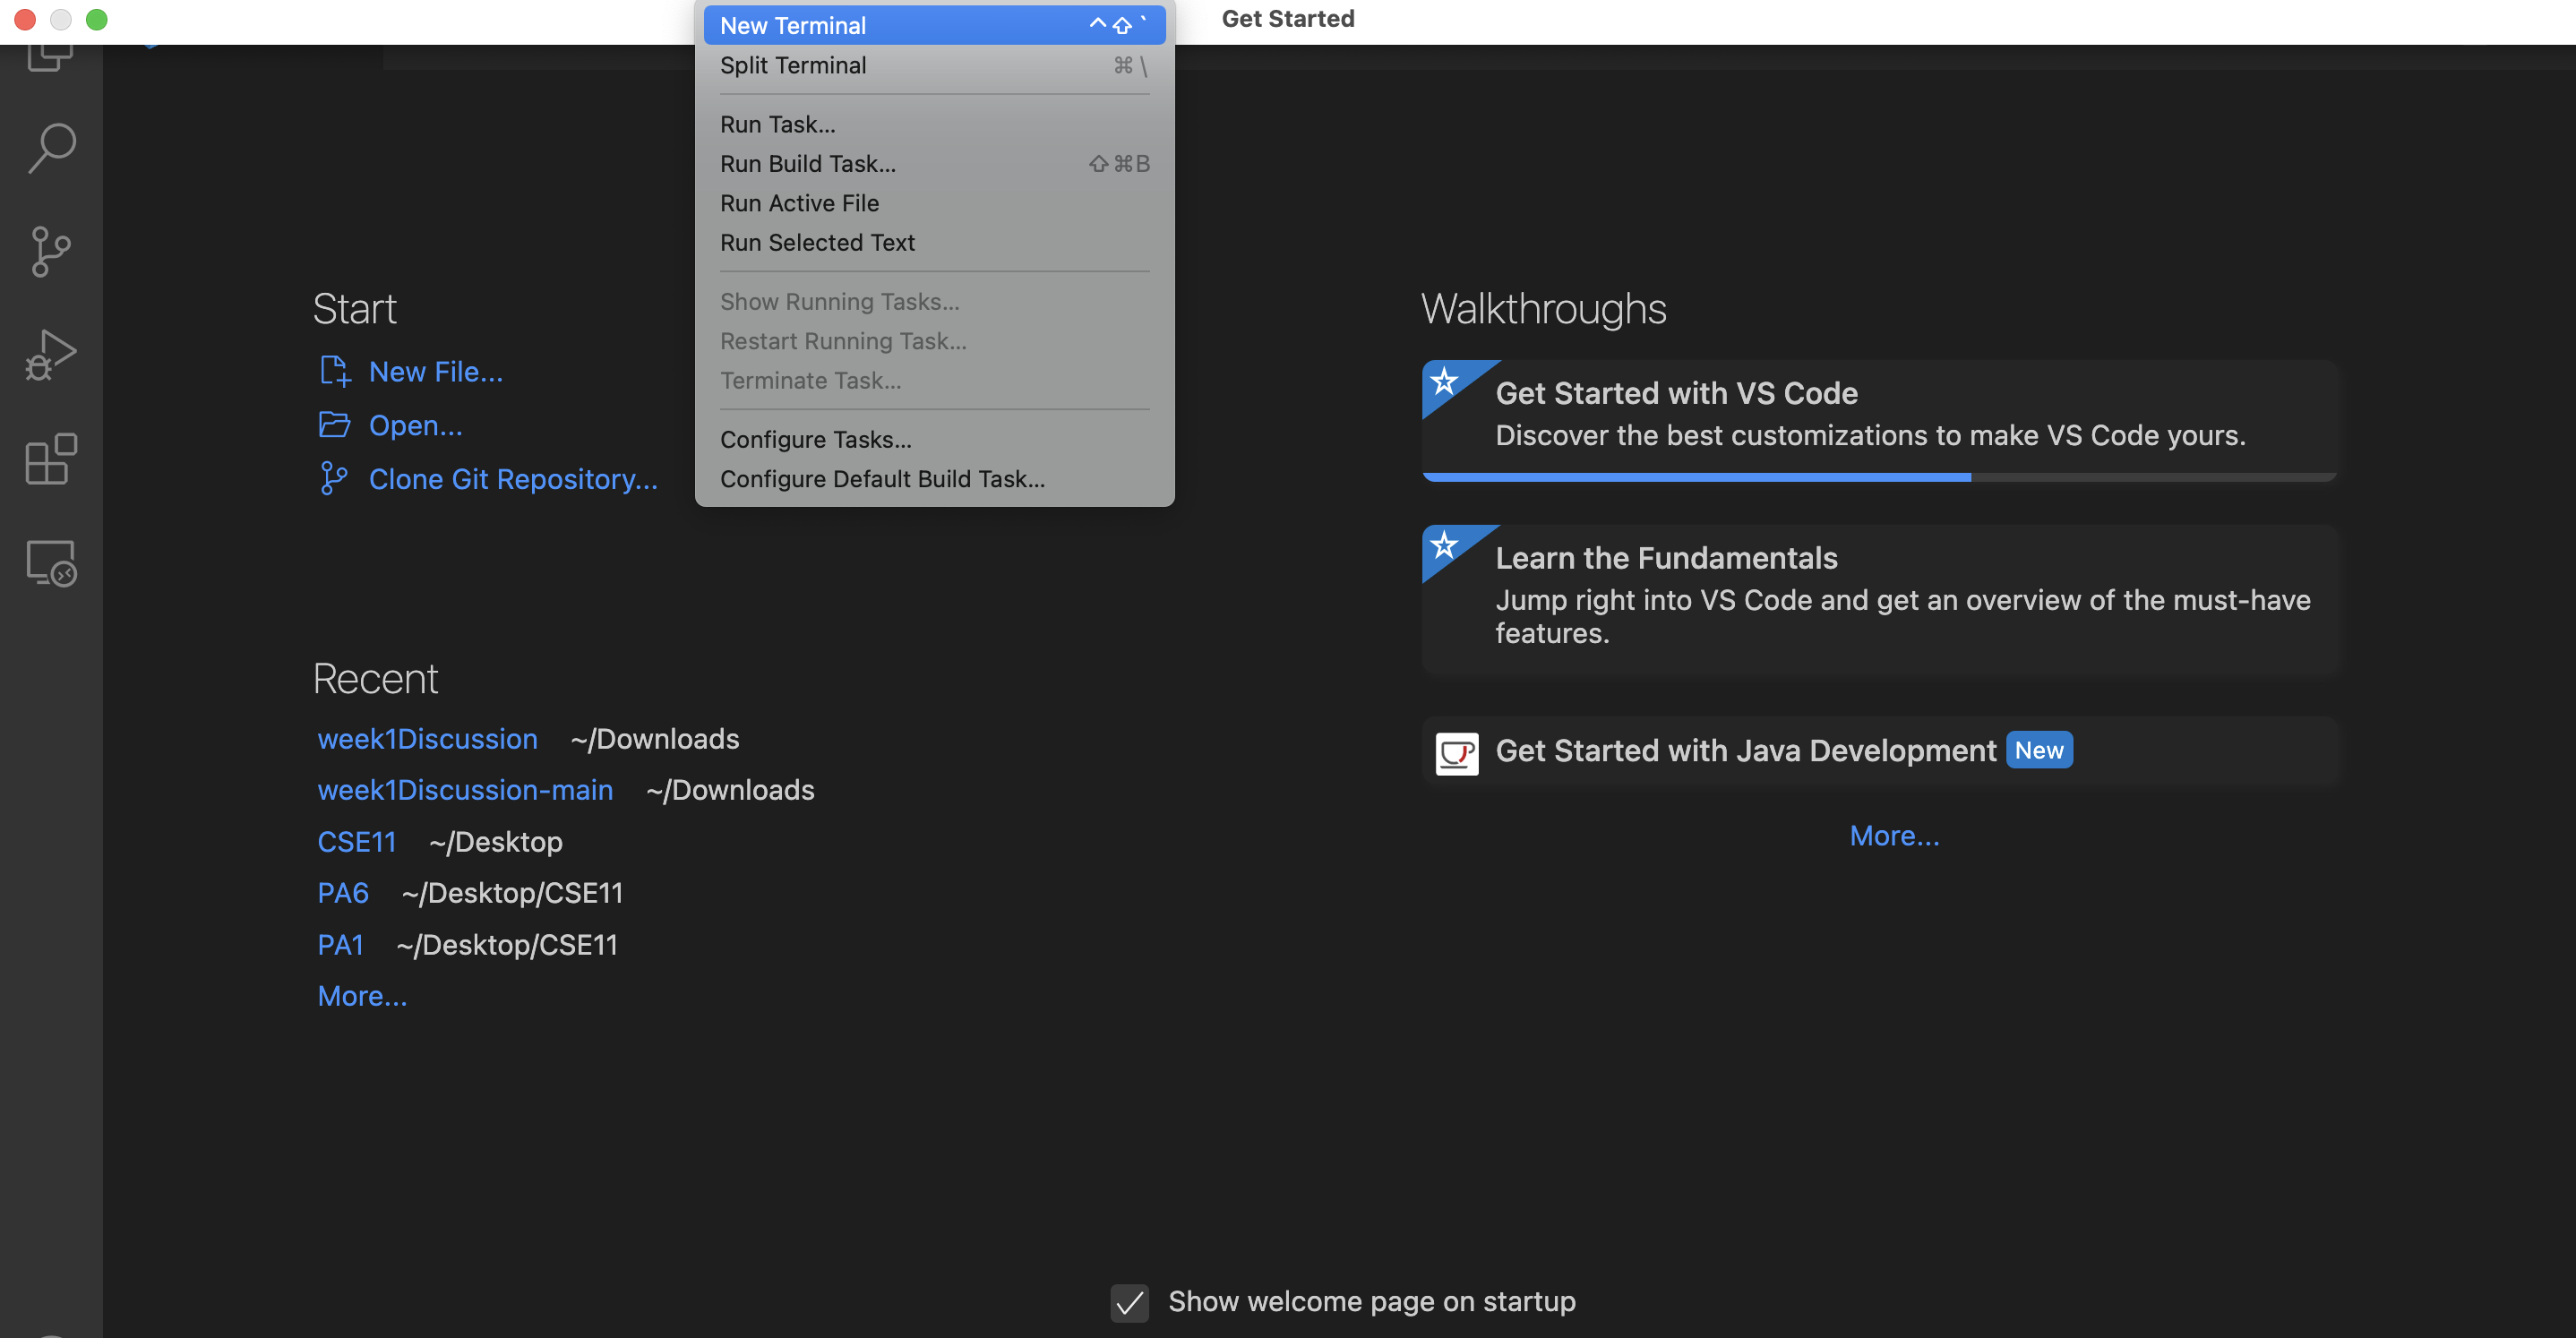 Get Started
New Terminal ^⇧`
Split Terminal ⌘\
Run Task...
Run Build Task... ⇧⌘B
Run Active File
Run Selected Text
Show Running Tasks...
Restart Running Task...
Terminate Task...
Configure Tasks...
Configure Default Build Task...
Start
New File...
Open...
Clone Git Repository...
Recent
week1Discussion ~/Downloads
week1Discussion-main ~/Downloads
CSE11 ~/Desktop
PA6 ~/Desktop/CSE11
PA1 ~/Desktop/CSE11
More...
Walkthroughs
Get Started with VS Code
Discover the best customizations to make VS Code yours.
Learn the Fundamentals
Jump right into VS Code and get an overview of the must-have
features.
Get Started with Java Development New
More...
Show welcome page on startup